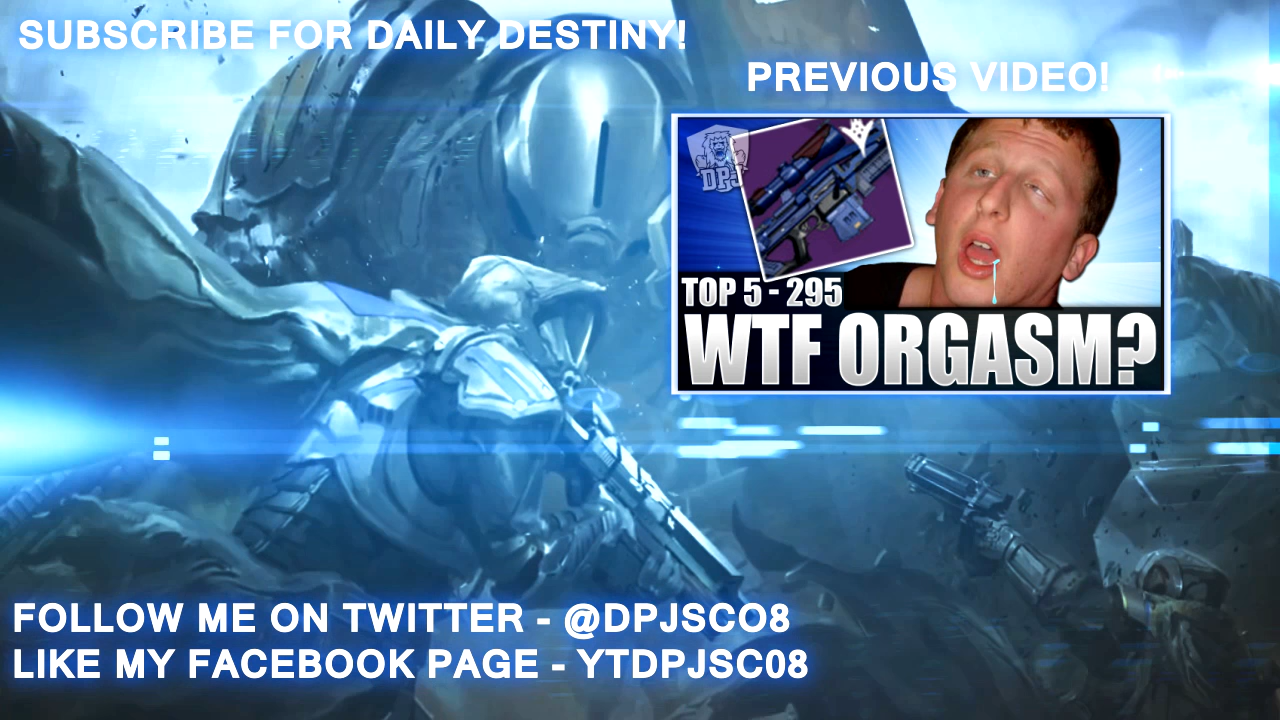 SUBSCRIBE FOR DAILY DESTINY!
PREVIOUS VIDEO!
DPJ
TOP 5 - 295
WTF ORGASM?
FOLLOW ME ON TWITTER - @DPJSCO8
LIKE MY FACEBOOK PAGE - YTDPJSC08